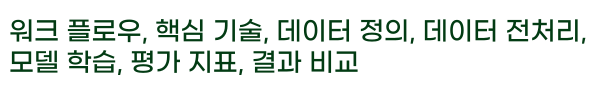 워크 플로우, 핵심 기술, 데이터 정의, 데이터 전처리,
모델 학습, 평가 지표, 결과 비교